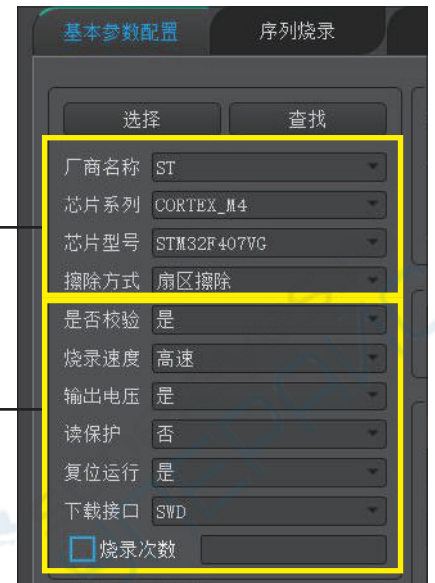 基本参数配置 序列烧录
选择 查找
厂商名称 ST
芯片系列 CORTEX_M4
芯片型号 STM32F407VG
擦除方式 扇区擦除
是否校验 是
烧录速度 高速
输出电压 是
读保护 否
复位运行 是
下载接口 SWD
烧录次数